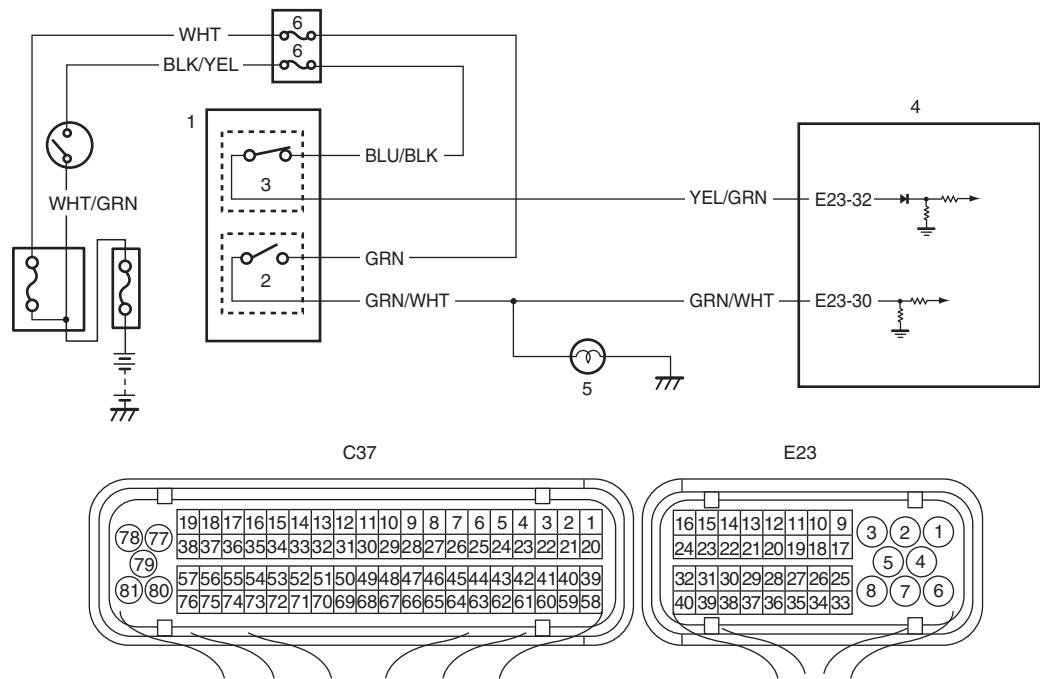 6
WHT
6
BLK/YEL
1
4
BLU/BLK
3
WHT/GRN
YEL/GRN
E23-32
GRN
2
GRN/WHT
GRN/WHT
E23-30
5
C37
E23
19 18 17 16 15 14 13 12 11 10 9 8 7 6 5 4 3 2 1
38 37 36 35 34 33 32 31 30 29 28 27 26 25 24 23 22 21 20
57 56 55 54 53 52 51 50 49 48 47 46 45 44 43 42 41 40 39
76 75 74 73 72 71 70 69 68 67 66 65 64 63 62 61 60 59 58
78 77
79
81 80
16 15 14 13 12 11 10 9
24 23 22 21 20 19 18 17
32 31 30 29 28 27 26 25
40 39 38 37 36 35 34 33
3 2 1
5 4
8 7 6